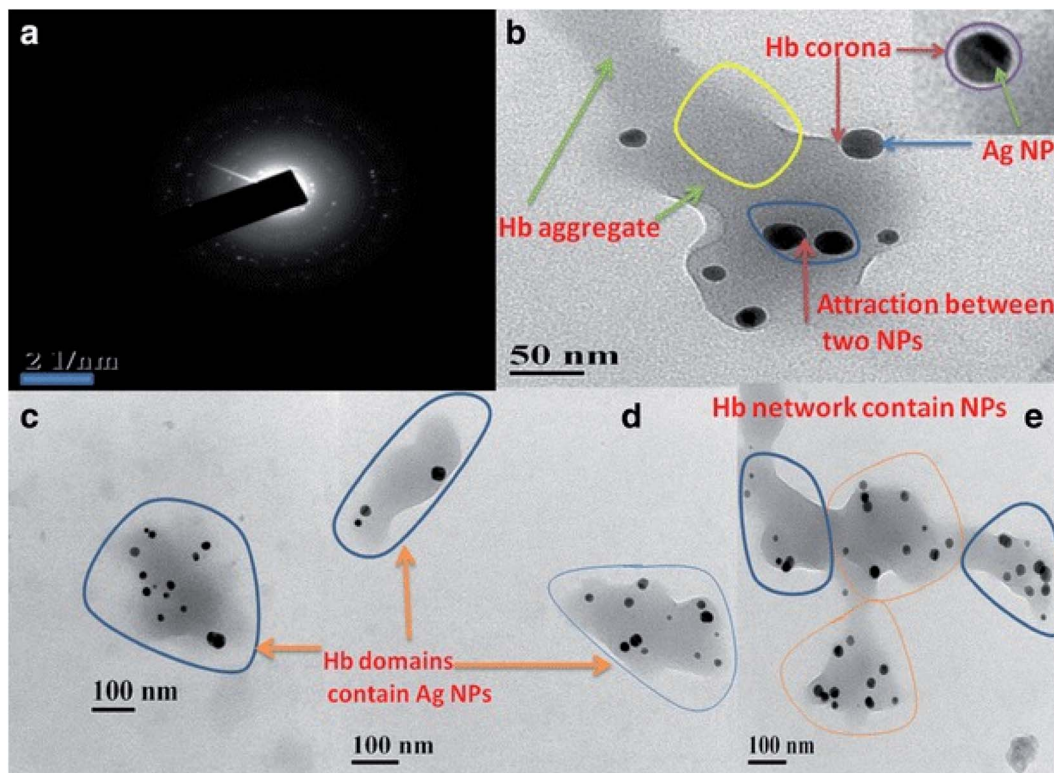 a
2 1/nm
b
Hb corona
Ag NP
Hb aggregate
Attraction between
two NPs
50 nm
c
d
Hb network contain NPs
e
Hb domains
contain Ag NPs
100 nm
100 nm
100 nm